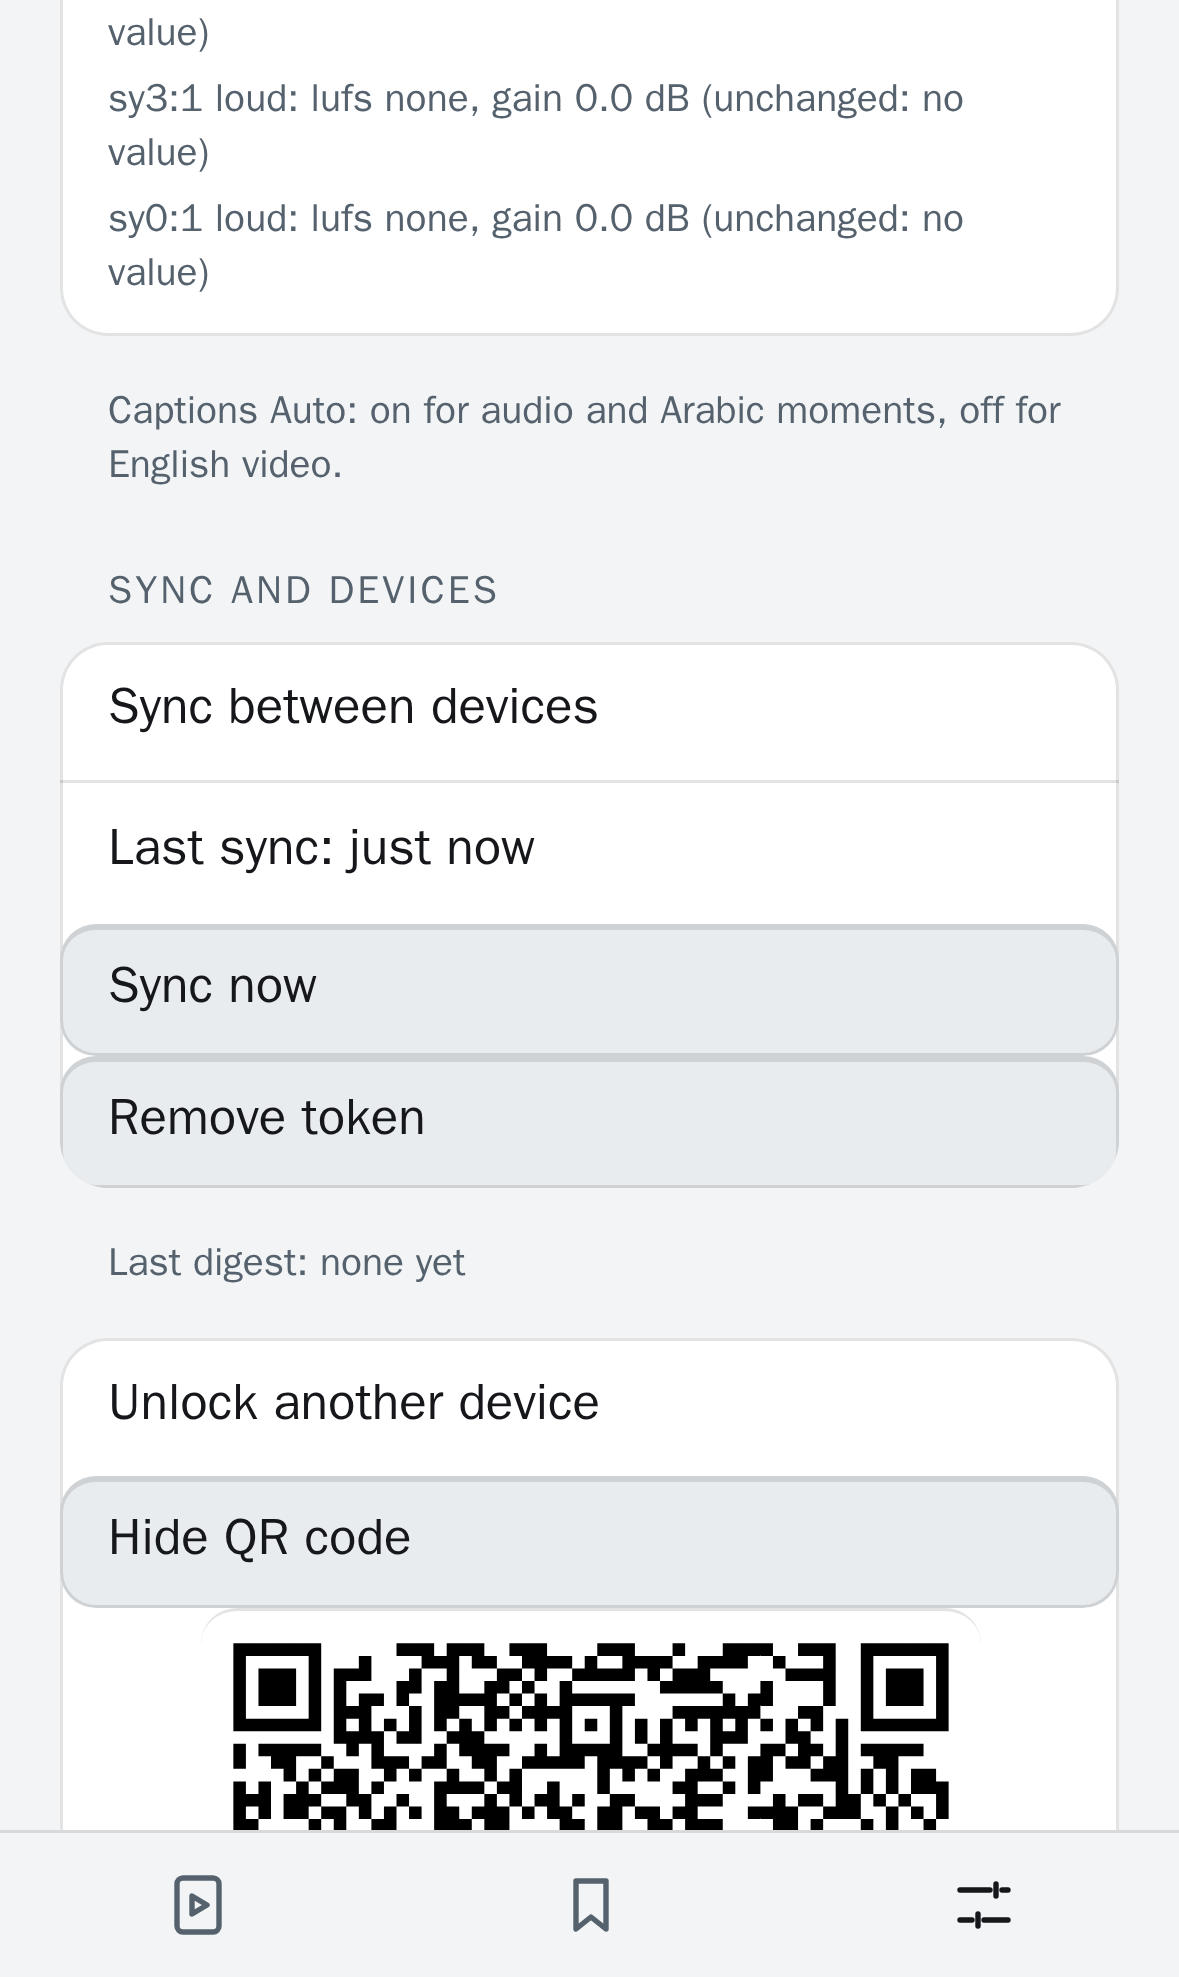 value)
sy3:1 loud: lufs none, gain 0.0 dB (unchanged: no
value)
sy0:1 loud: lufs none, gain 0.0 dB (unchanged: no
value)
Captions Auto: on for audio and Arabic moments, off for
English video.
SYNC AND DEVICES
Sync between devices
Last sync: just now
Sync now
Remove token
Last digest: none yet
Unlock another device
Hide QR code